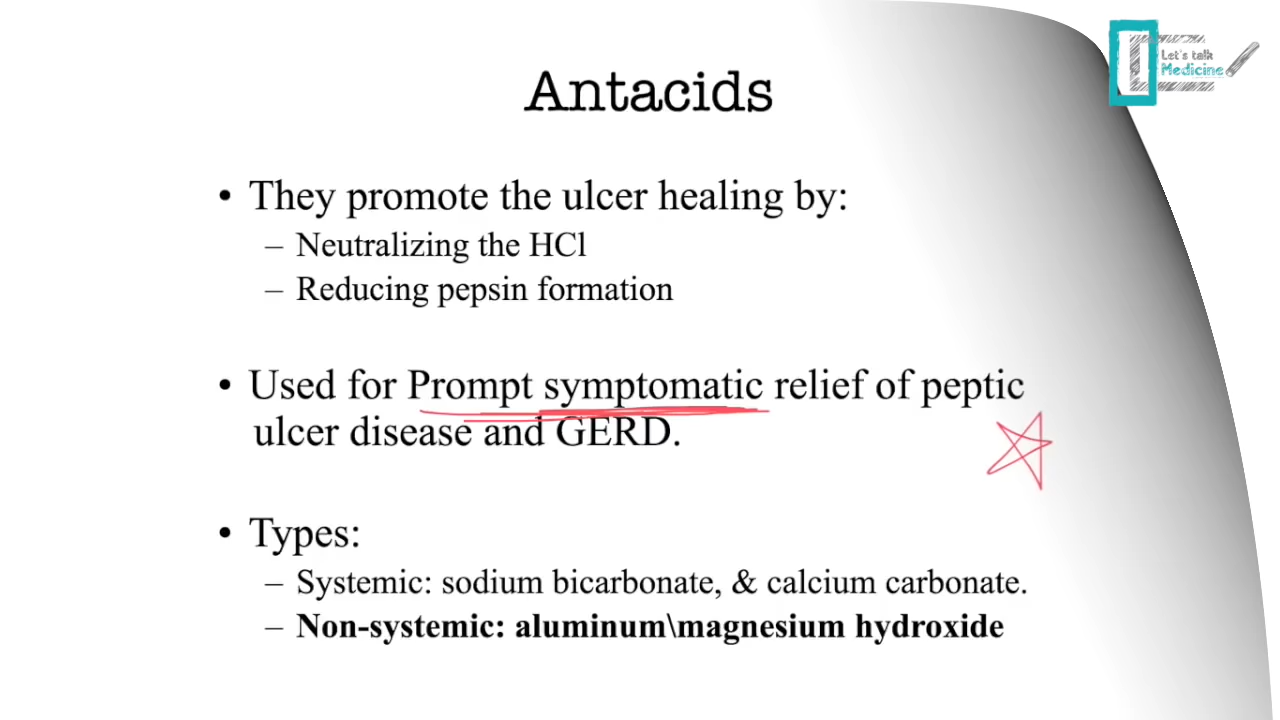 Let's talk
Medicine
Antacids
• They promote the ulcer healing by:
– Neutralizing the HCl
– Reducing pepsin formation
• Used for Prompt symptomatic relief of peptic
ulcer disease and GERD.
• Types:
– Systemic: sodium bicarbonate, & calcium carbonate.
– Non-systemic: aluminum\magnesium hydroxide